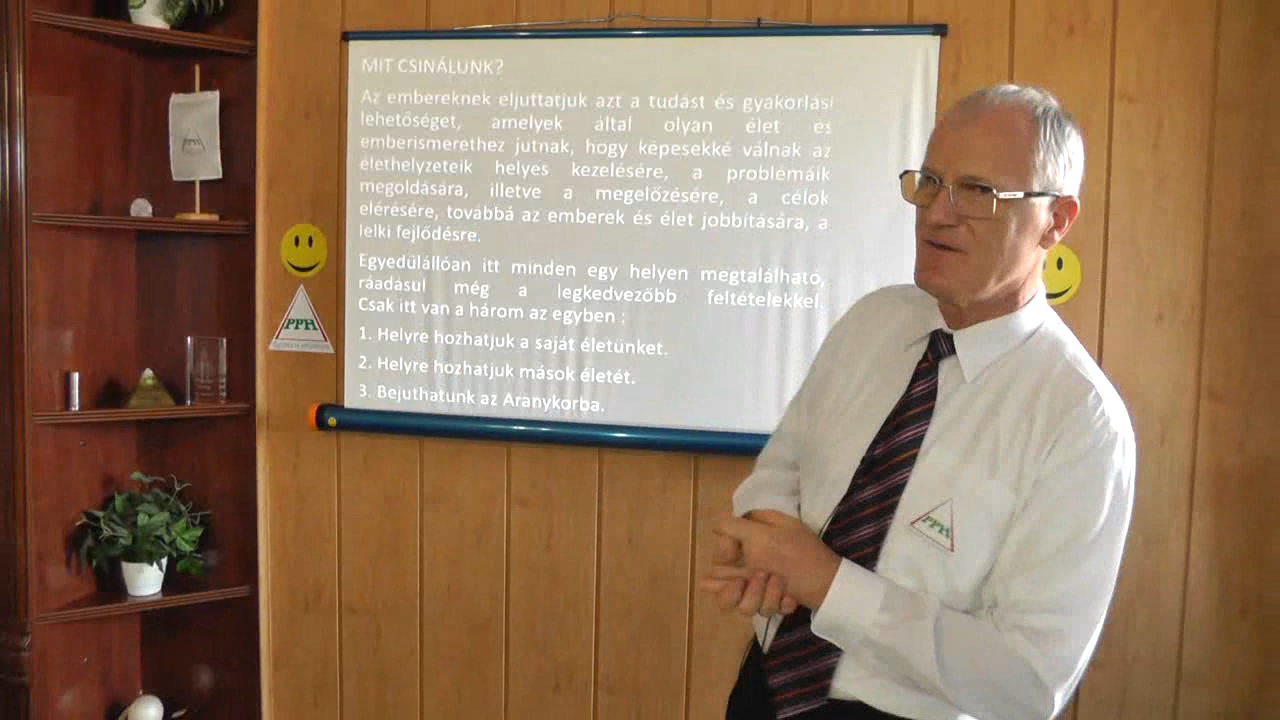 MIT CSINÁLUNK?
Az embereknek eljuttatjuk azt a tudást és gyakorlási
lehetőséget, amelyek által olyan élet és
emberismerethez jutnak, hogy képesekké válnak az
élethelyzeteik helyes kezelésére, a problémáik
megoldására, illetve a megelőzésére, a célok
elérésére, továbbá az emberek és élet jobbítására, a
lelki fejlődésre.
Egyedülállóan itt minden egy helyen megtalálható,
ráadásul még a legkedvezőbb feltételekkel.
Csak itt van a három az egyben :
1. Helyre hozhatjuk a saját életünket.
2. Helyre hozhatjuk mások életét.
3. Bejuthatunk az Aranykorba.